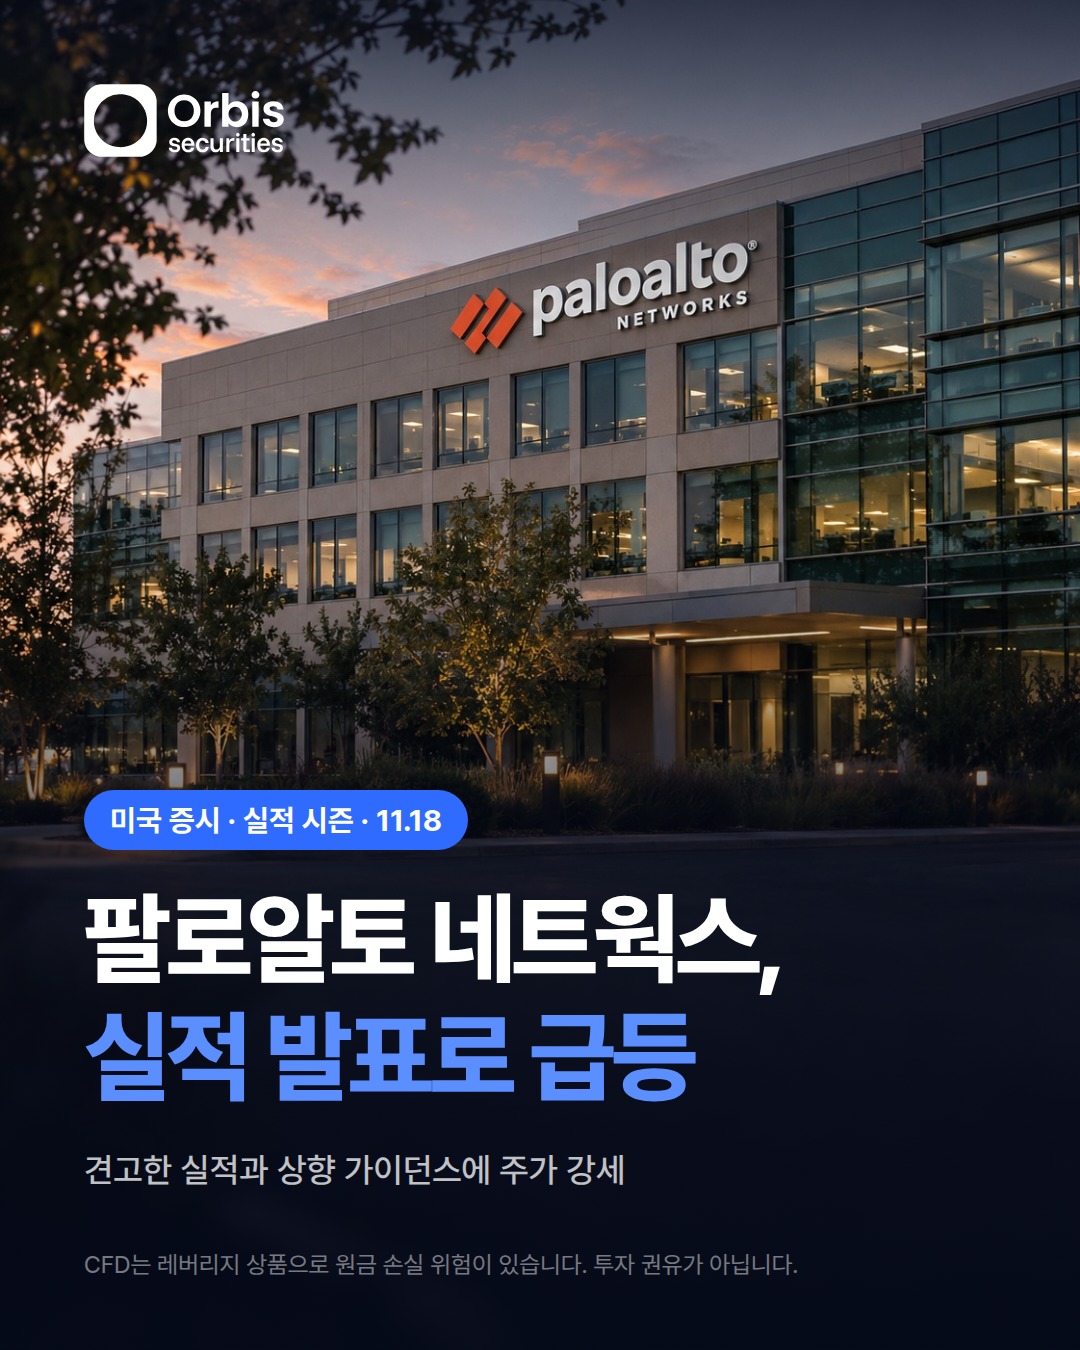 Orbis
securities
paloalto®
NETWORKS
미국 증시 · 실적 시즌 · 11.18
팔로알토 네트웍스,
실적 발표로 급등
견고한 실적과 상향 가이던스에 주가 강세
CFD는 레버리지 상품으로 원금 손실 위험이 있습니다. 투자 권유가 아닙니다.